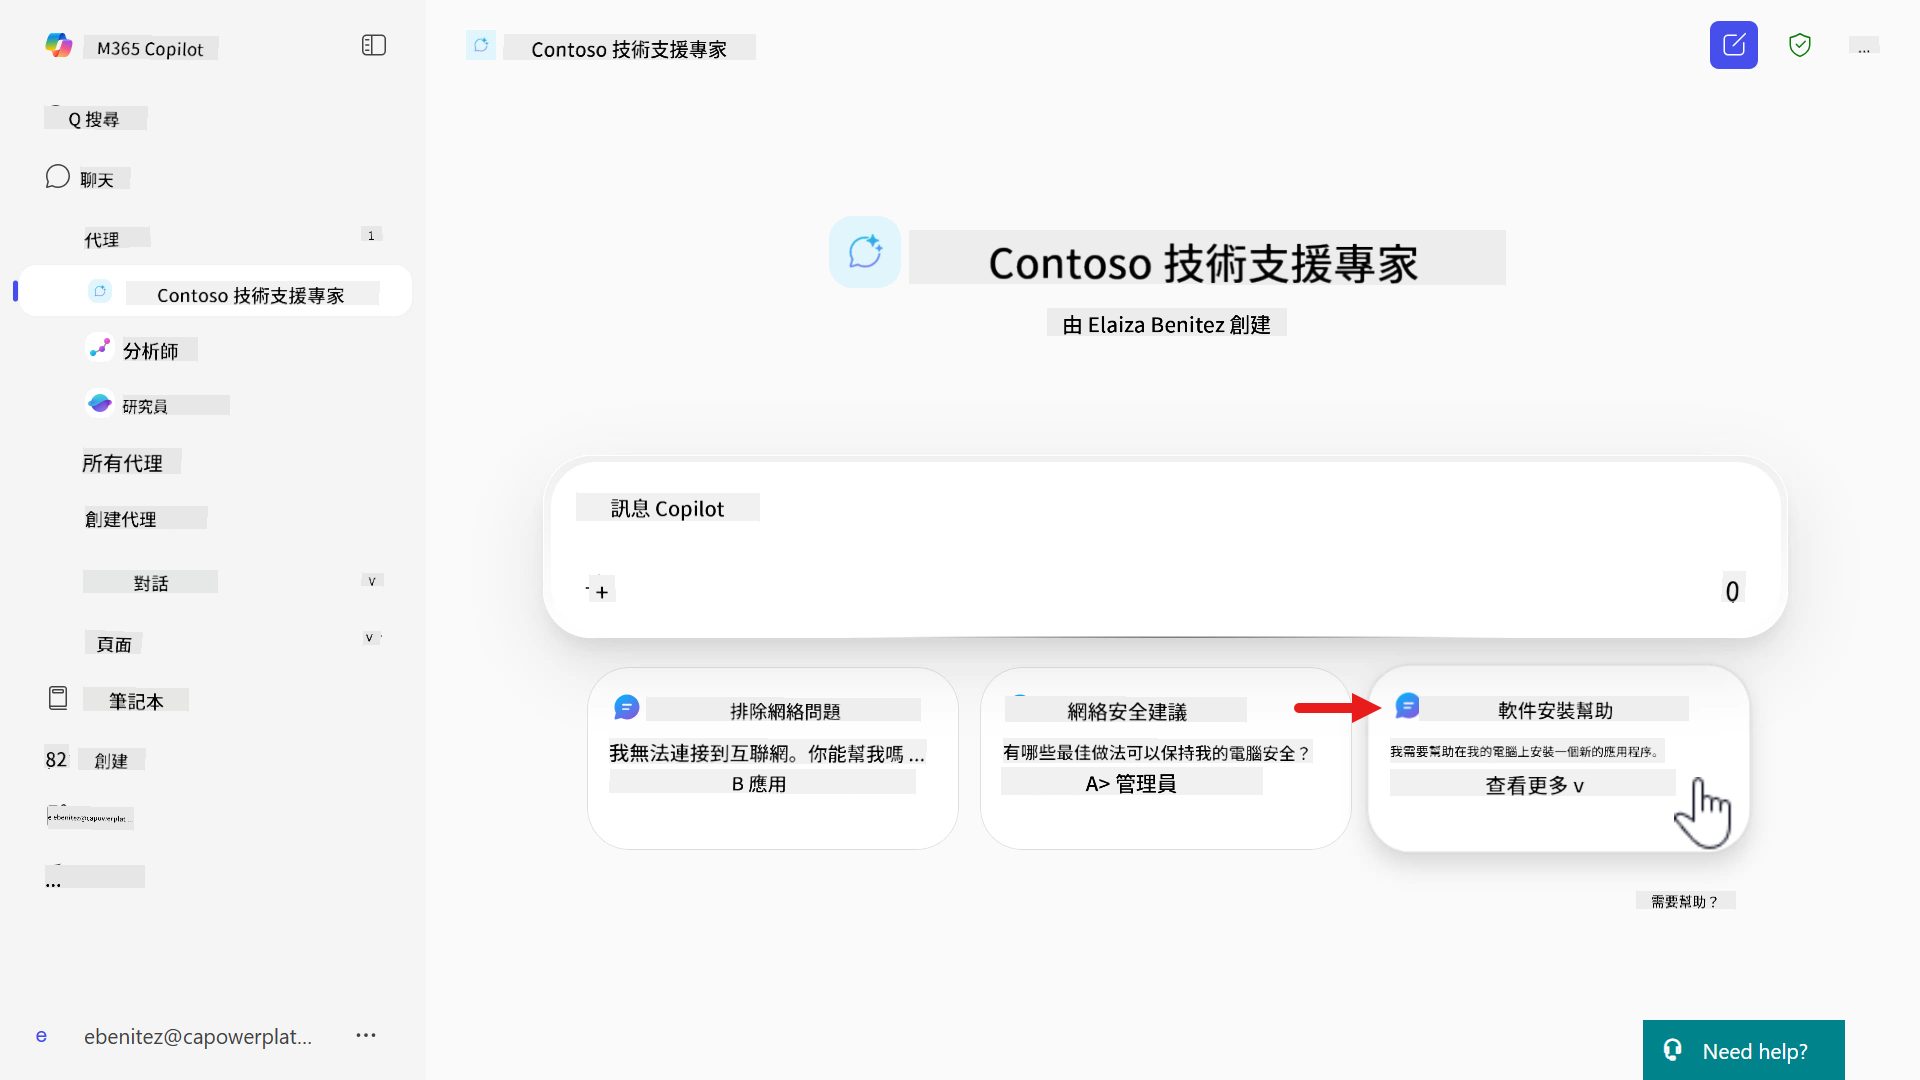 M365 Copilot
Q 搜尋
聊天
代理 1
Contoso 技術支援專家
分析師
研究員
所有代理
創建代理
對話 v
頁面 v
筆記本
82 創建
e ebenitez@capowerplat...
...
e ebenitez@capowerplat... ...
Contoso 技術支援專家
...
Contoso 技術支援專家
由 Elaiza Benitez 創建
訊息 Copilot
+ 0
排除網絡問題
我無法連接到互聯網。你能幫我嗎 ...
B 應用
網絡安全建議
有哪些最佳做法可以保持我的電腦安全？
A> 管理員
軟件安裝幫助
我需要幫助在我的電腦上安裝一個新的應用程序。
查看更多 v
需要幫助？
Need help?